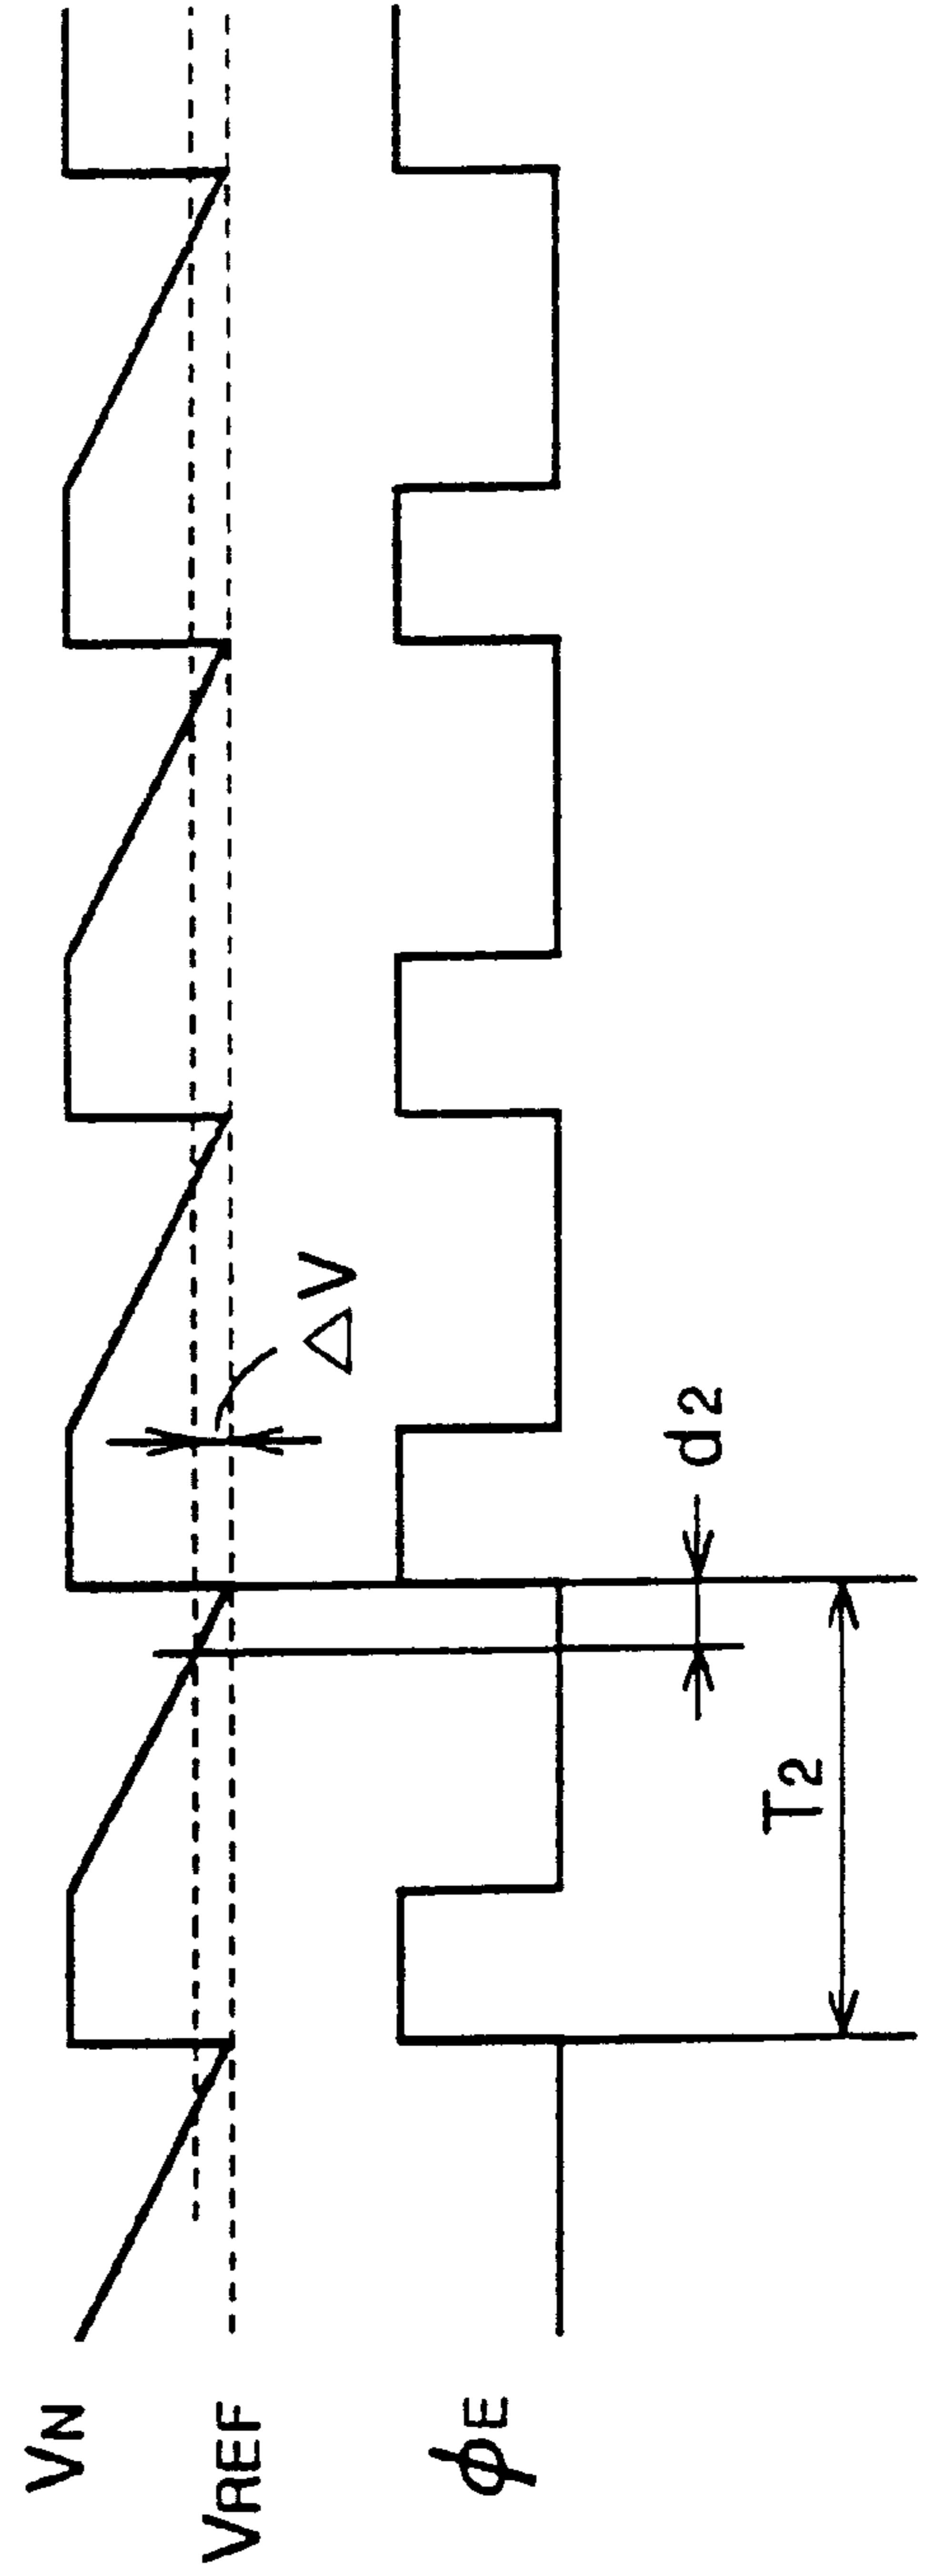 VN
VREF
ΔV
ϕE
d2
T2